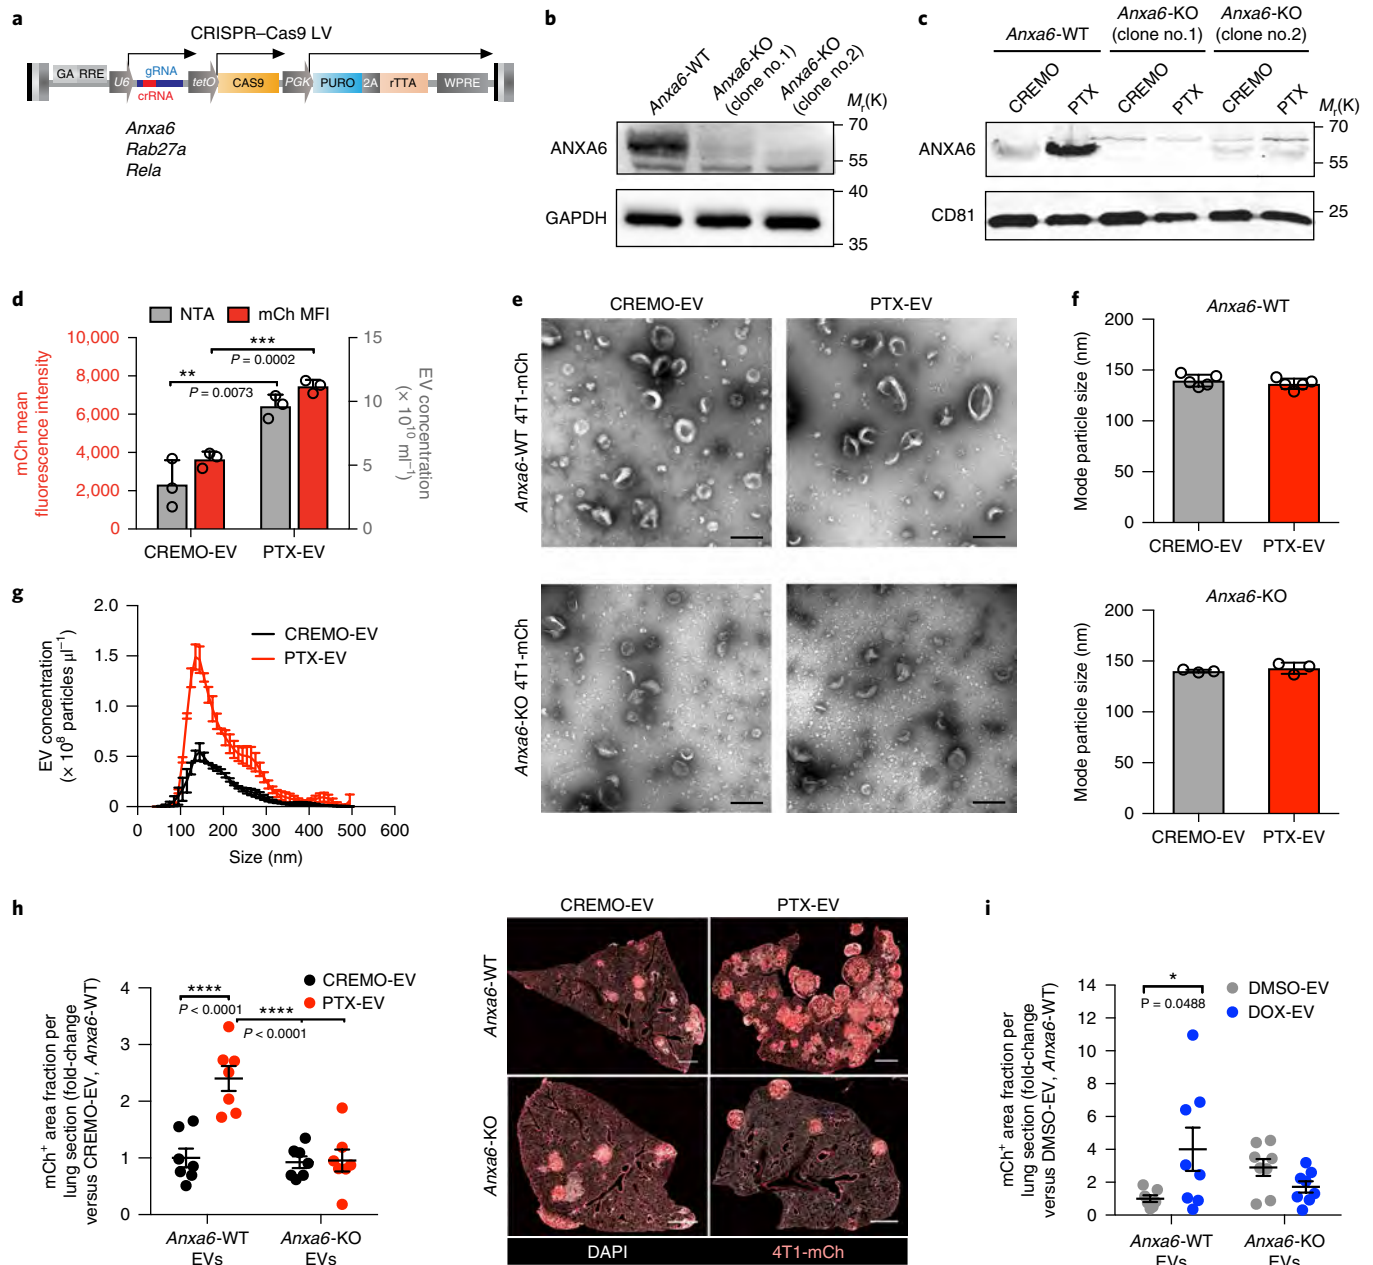 a
CRISPR–Cas9 LV
GA RRE U6 gRNA tetO CAS9 PGK PURO 2A rTTA WPRE
crRNA
Anxa6
Rab27a
Rela
b
Anxa6-WT
Anxa6-KO
(clone no.1)
Anxa6-KO
(clone no.2)
Mr(K)
ANXA6
70
55
GAPDH
40
35
c
Anxa6-WT
Anxa6-KO
(clone no.1)
Anxa6-KO
(clone no.2)
CREMO PTX CREMO PTX CREMO PTX
Mr(K)
ANXA6
70
55
CD81
25
d
NTA mCh MFI
mCh mean
fluorescence intensity
10,000
8,000
6,000
4,000
2,000
0
***
P = 0.0002
**
P = 0.0073
15
10
5
0
EV concentration
(× 10¹⁰ ml⁻¹)
CREMO-EV PTX-EV
e
CREMO-EV PTX-EV
Anxa6-WT 4T1-mCh
Anxa6-KO 4T1-mCh
f
Anxa6-WT
Mode particle size (nm)
200
150
100
50
0
CREMO-EV PTX-EV
Anxa6-KO
Mode particle size (nm)
200
150
100
50
0
CREMO-EV PTX-EV
g
EV concentration
(× 10⁸ particles µl⁻¹)
2.0
1.5
1.0
0.5
0
CREMO-EV
PTX-EV
0 100 200 300 400 500 600
Size (nm)
h
mCh⁺ area fraction per
lung section (fold-change
versus CREMO-EV, Anxa6-WT)
4
3
2
1
0
CREMO-EV
PTX-EV
****
P < 0.0001
****
P < 0.0001
Anxa6-WT
EVs
Anxa6-KO
EVs
CREMO-EV PTX-EV
Anxa6-WT
Anxa6-KO
DAPI 4T1-mCh
i
mCh⁺ area fraction per
lung section (fold-change
versus DMSO-EV, Anxa6-WT)
14
12
10
8
6
4
2
0
*
P = 0.0488
DMSO-EV
DOX-EV
Anxa6-WT
EVs
Anxa6-KO
EVs